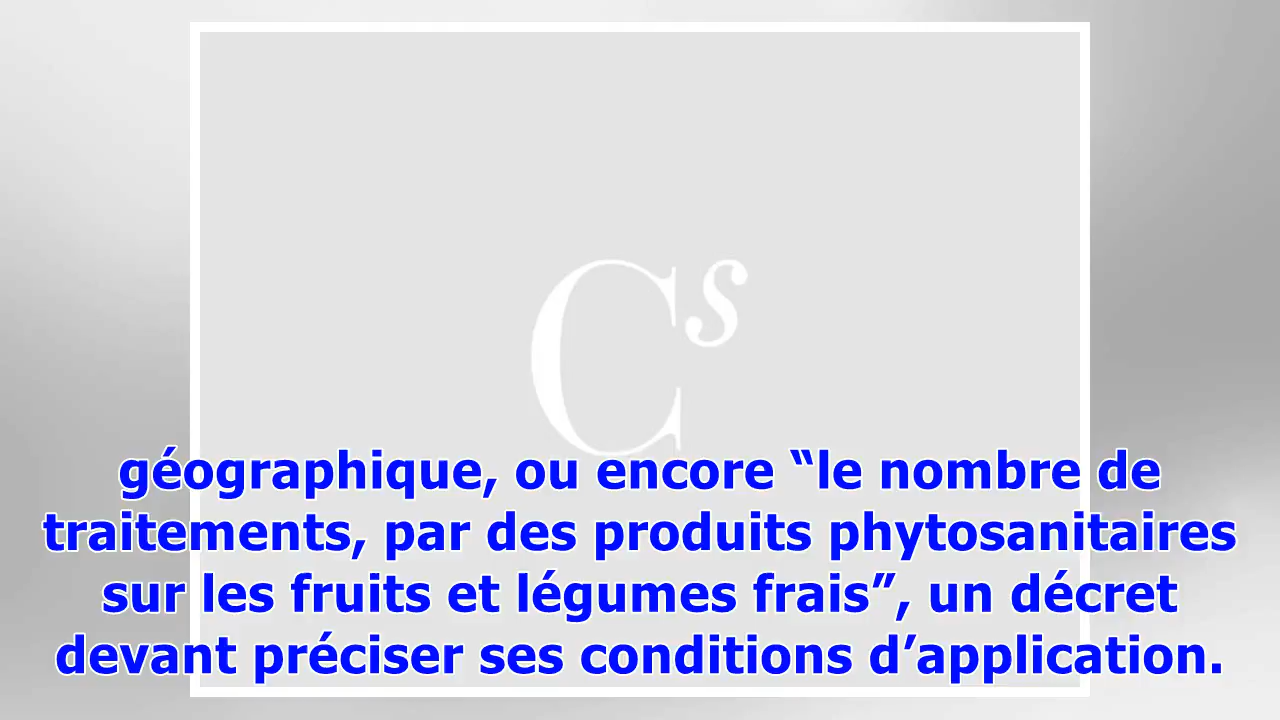 Cs
géographique, ou encore “le nombre de
traitements, par des produits phytosanitaires
sur les fruits et légumes frais”, un décret
devant préciser ses conditions d’application.